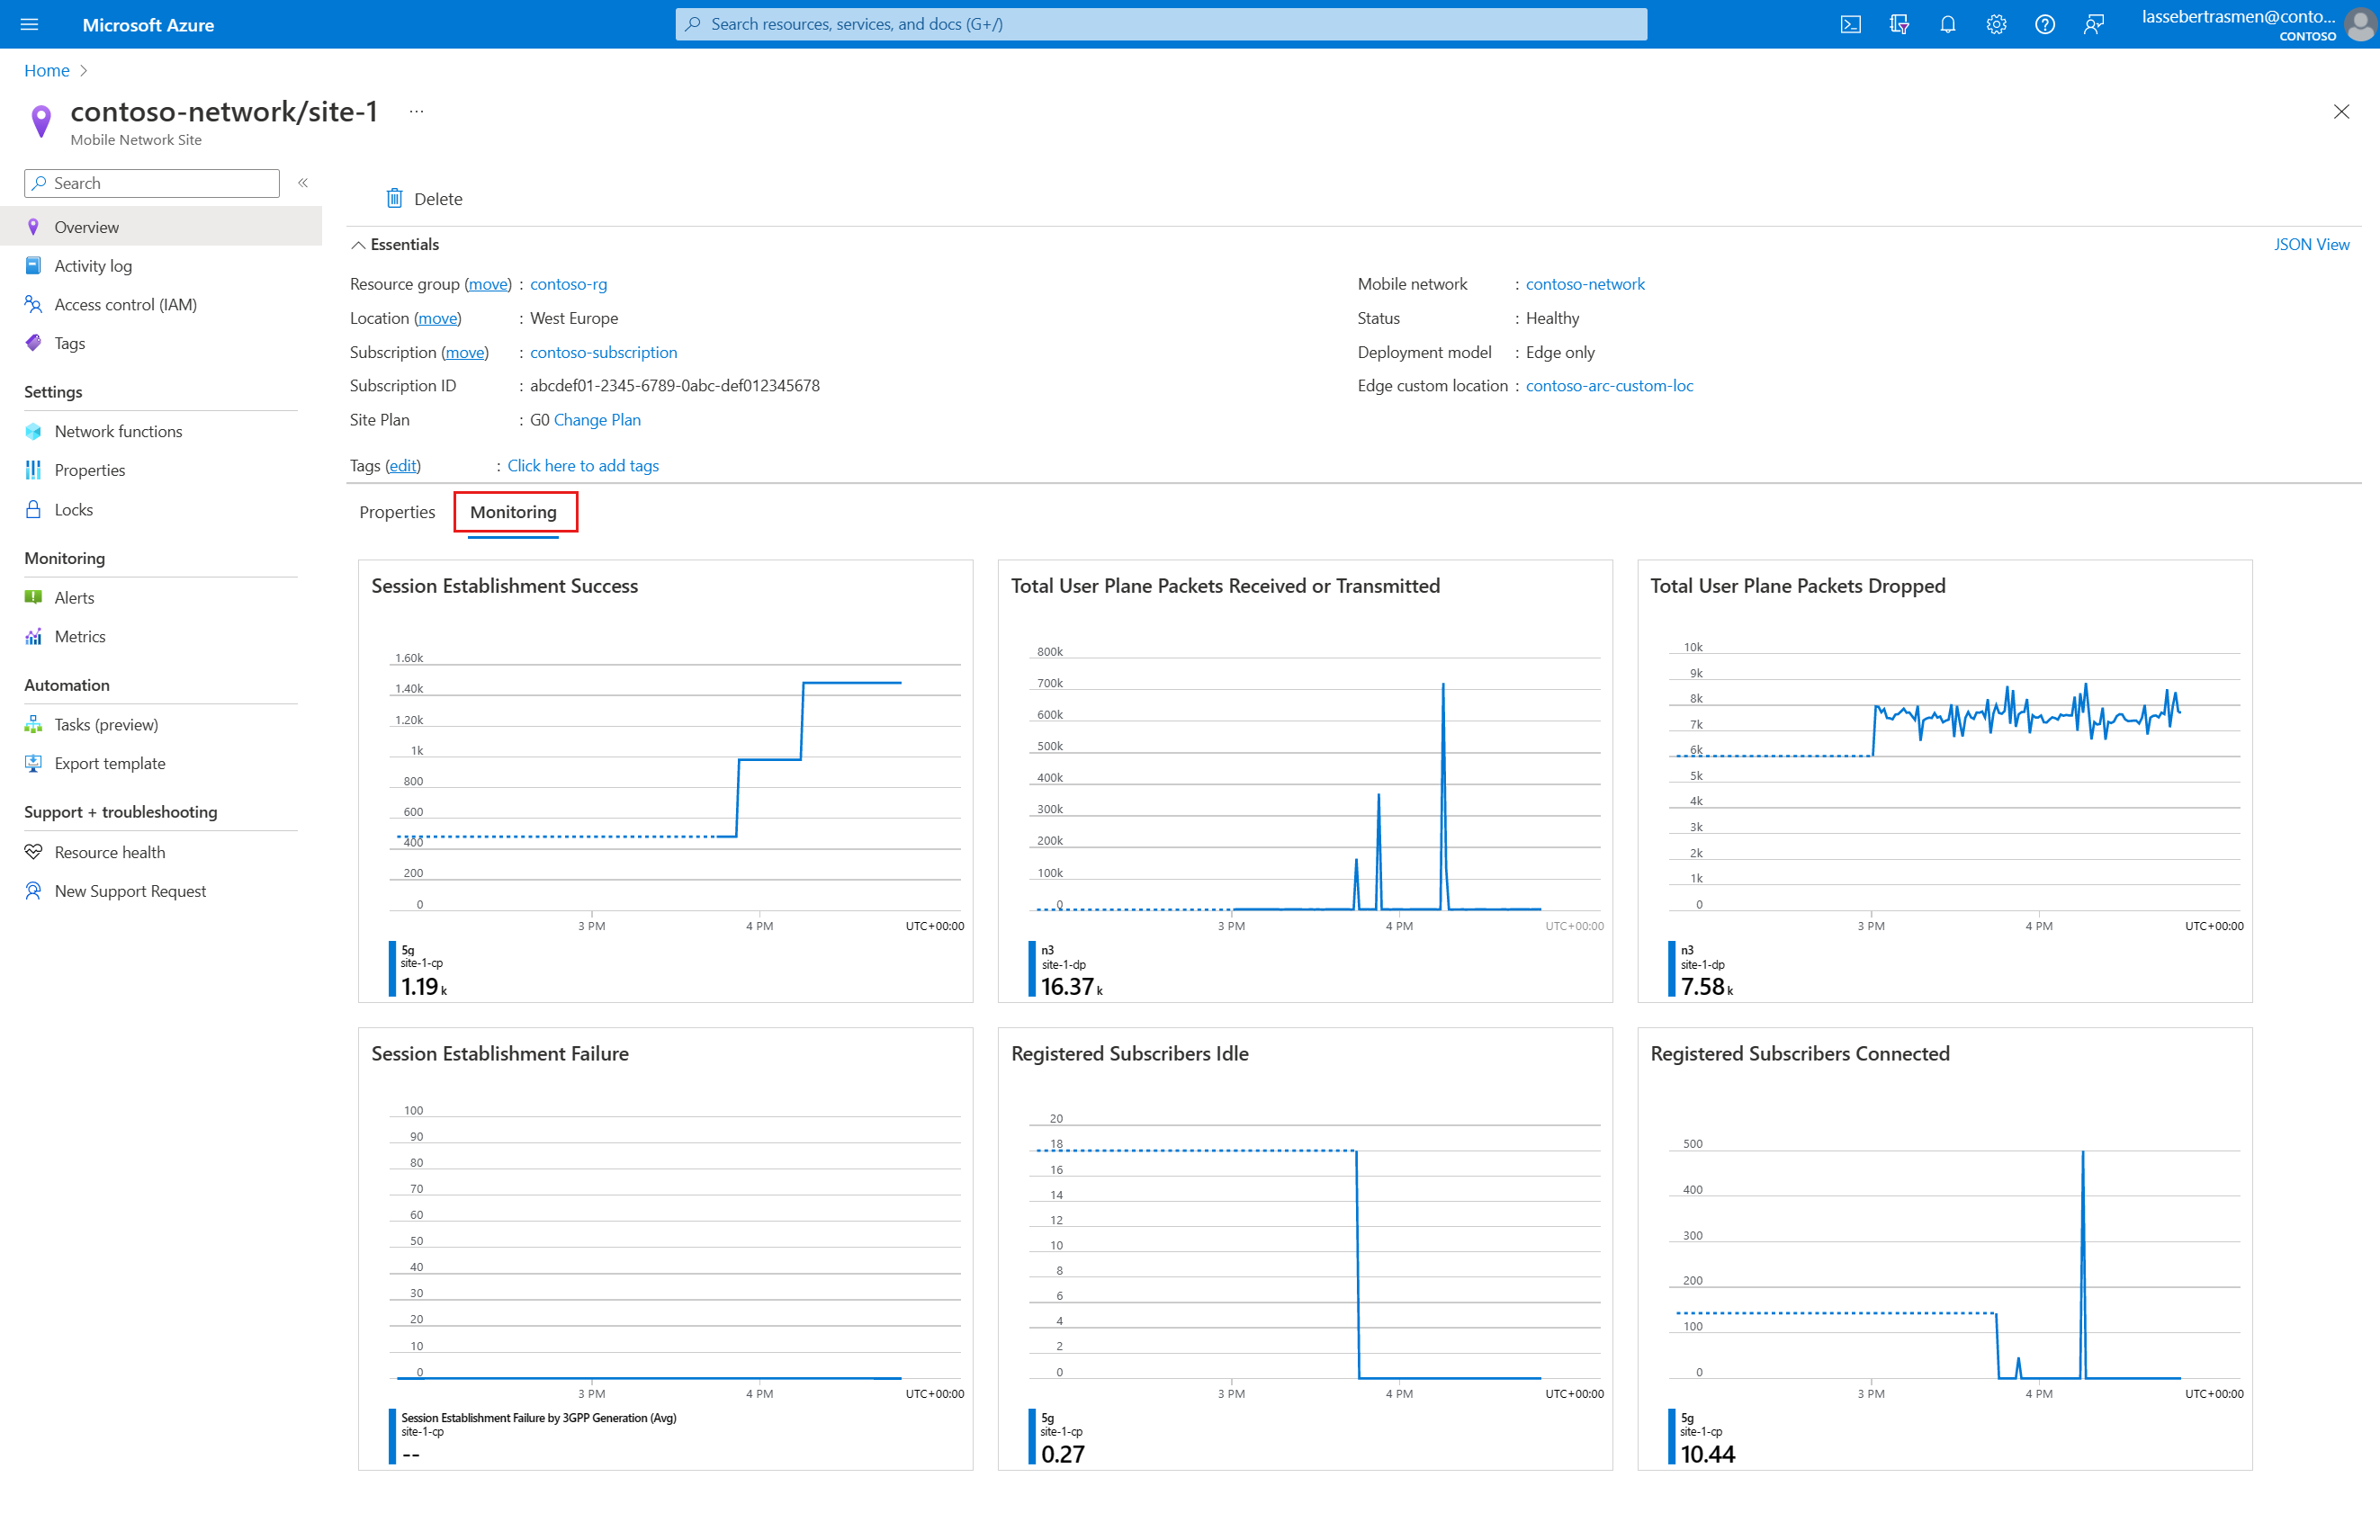 Microsoft Azure
Search resources, services, and docs (G+/)
lassebertrasmen@conto...
CONTOSO
Home
contoso-network/site-1 ...
Mobile Network Site
Search
Overview
Activity log
Access control (IAM)
Tags
Settings
Network functions
Properties
Locks
Monitoring
Alerts
Metrics
Automation
Tasks (preview)
Export template
Support + troubleshooting
Resource health
New Support Request
Delete
Essentials
JSON View
Resource group (move) : contoso-rg
Location (move) : West Europe
Subscription (move) : contoso-subscription
Subscription ID : abcdef01-2345-6789-0abc-def012345678
Site Plan : G0 Change Plan
Mobile network : contoso-network
Status : Healthy
Deployment model : Edge only
Edge custom location : contoso-arc-custom-loc
Tags (edit) : Click here to add tags
Properties Monitoring
Session Establishment Success
1.60k
1.40k
1.20k
1k
800
600
400
200
0
3 PM 4 PM UTC+00:00
5g
site-1-cp
1.19 k
Total User Plane Packets Received or Transmitted
800k
700k
600k
500k
400k
300k
200k
100k
0
3 PM 4 PM UTC+00:00
n3
site-1-dp
16.37 k
Total User Plane Packets Dropped
10k
9k
8k
7k
6k
5k
4k
3k
2k
1k
0
3 PM 4 PM UTC+00:00
n3
site-1-dp
7.58 k
Session Establishment Failure
100
90
80
70
60
50
40
30
20
10
0
3 PM 4 PM UTC+00:00
Session Establishment Failure by 3GPP Generation (Avg)
site-1-cp
--
Registered Subscribers Idle
20
18
16
14
12
10
8
6
4
2
0
3 PM 4 PM UTC+00:00
5g
site-1-cp
0.27
Registered Subscribers Connected
500
400
300
200
100
0
3 PM 4 PM UTC+00:00
5g
site-1-cp
10.44